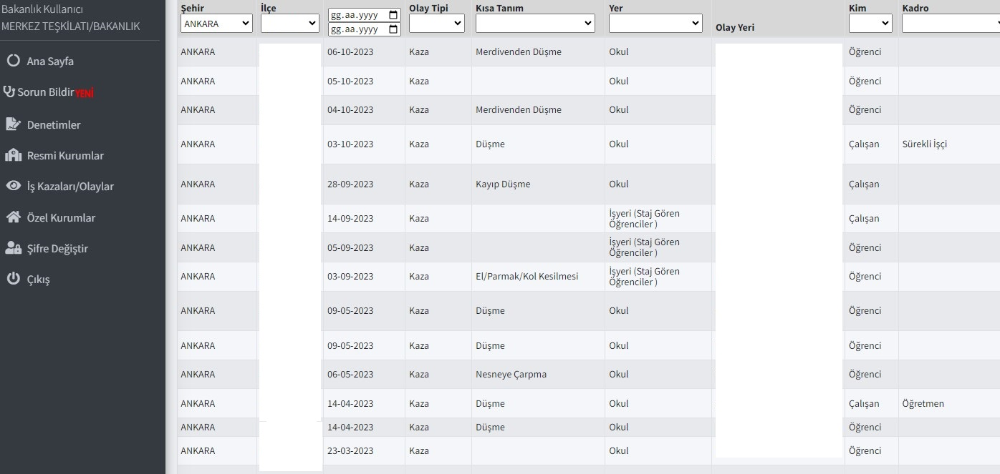 Bakanlık Kullanıcı
MERKEZ TEŞKİLATI/BAKANLIK
Ana Sayfa
Sorun Bildir YENİ
Denetimler
Resmi Kurumlar
İş Kazaları/Olaylar
Özel Kurumlar
Şifre Değiştir
Çıkış
Şehir İlçe Olay Tipi Kısa Tanım Yer Olay Yeri Kim Kadro
ANKARA gg.aa.yyyy
gg.aa.yyyy
ANKARA 06-10-2023 Kaza Merdivenden Düşme Okul Öğrenci
ANKARA 05-10-2023 Kaza Okul Öğrenci
ANKARA 04-10-2023 Kaza Merdivenden Düşme Okul Öğrenci
ANKARA 03-10-2023 Kaza Düşme Okul Çalışan Sürekli İşçi
ANKARA 28-09-2023 Kaza Kayıp Düşme Okul Çalışan
ANKARA 14-09-2023 Kaza İşyeri (Staj Gören Öğrenciler ) Çalışan
ANKARA 05-09-2023 Kaza İşyeri (Staj Gören Öğrenciler ) Öğrenci
ANKARA 03-09-2023 Kaza El/Parmak/Kol Kesilmesi İşyeri (Staj Gören Öğrenciler ) Öğrenci
ANKARA 09-05-2023 Kaza Düşme Okul Öğrenci
ANKARA 09-05-2023 Kaza Düşme Okul Öğrenci
ANKARA 06-05-2023 Kaza Nesneye Çarpma Okul Öğrenci
ANKARA 14-04-2023 Kaza Düşme Okul Çalışan Öğretmen
ANKARA 14-04-2023 Kaza Düşme Okul Öğrenci
ANKARA 23-03-2023 Kaza Okul Öğrenci